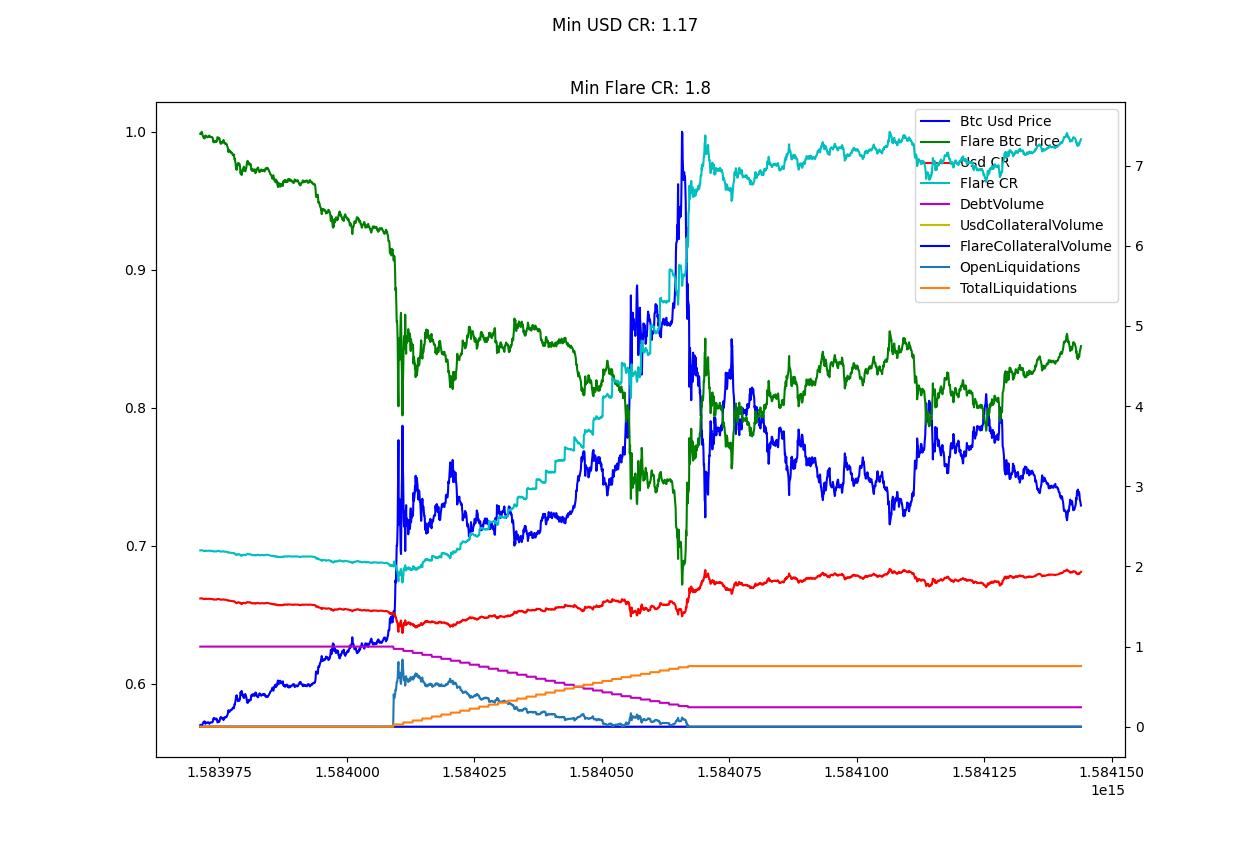 Min USD CR: 1.17
Min Flare CR: 1.8
1.0
0.9
0.8
0.7
0.6
7
6
5
4
3
2
1
0
Btc Usd Price
Flare Btc Price
Usd CR
Flare CR
DebtVolume
UsdCollateralVolume
FlareCollateralVolume
OpenLiquidations
TotalLiquidations
1.583975 1.584000 1.584025 1.584050 1.584075 1.584100 1.584125 1.584150
1e15